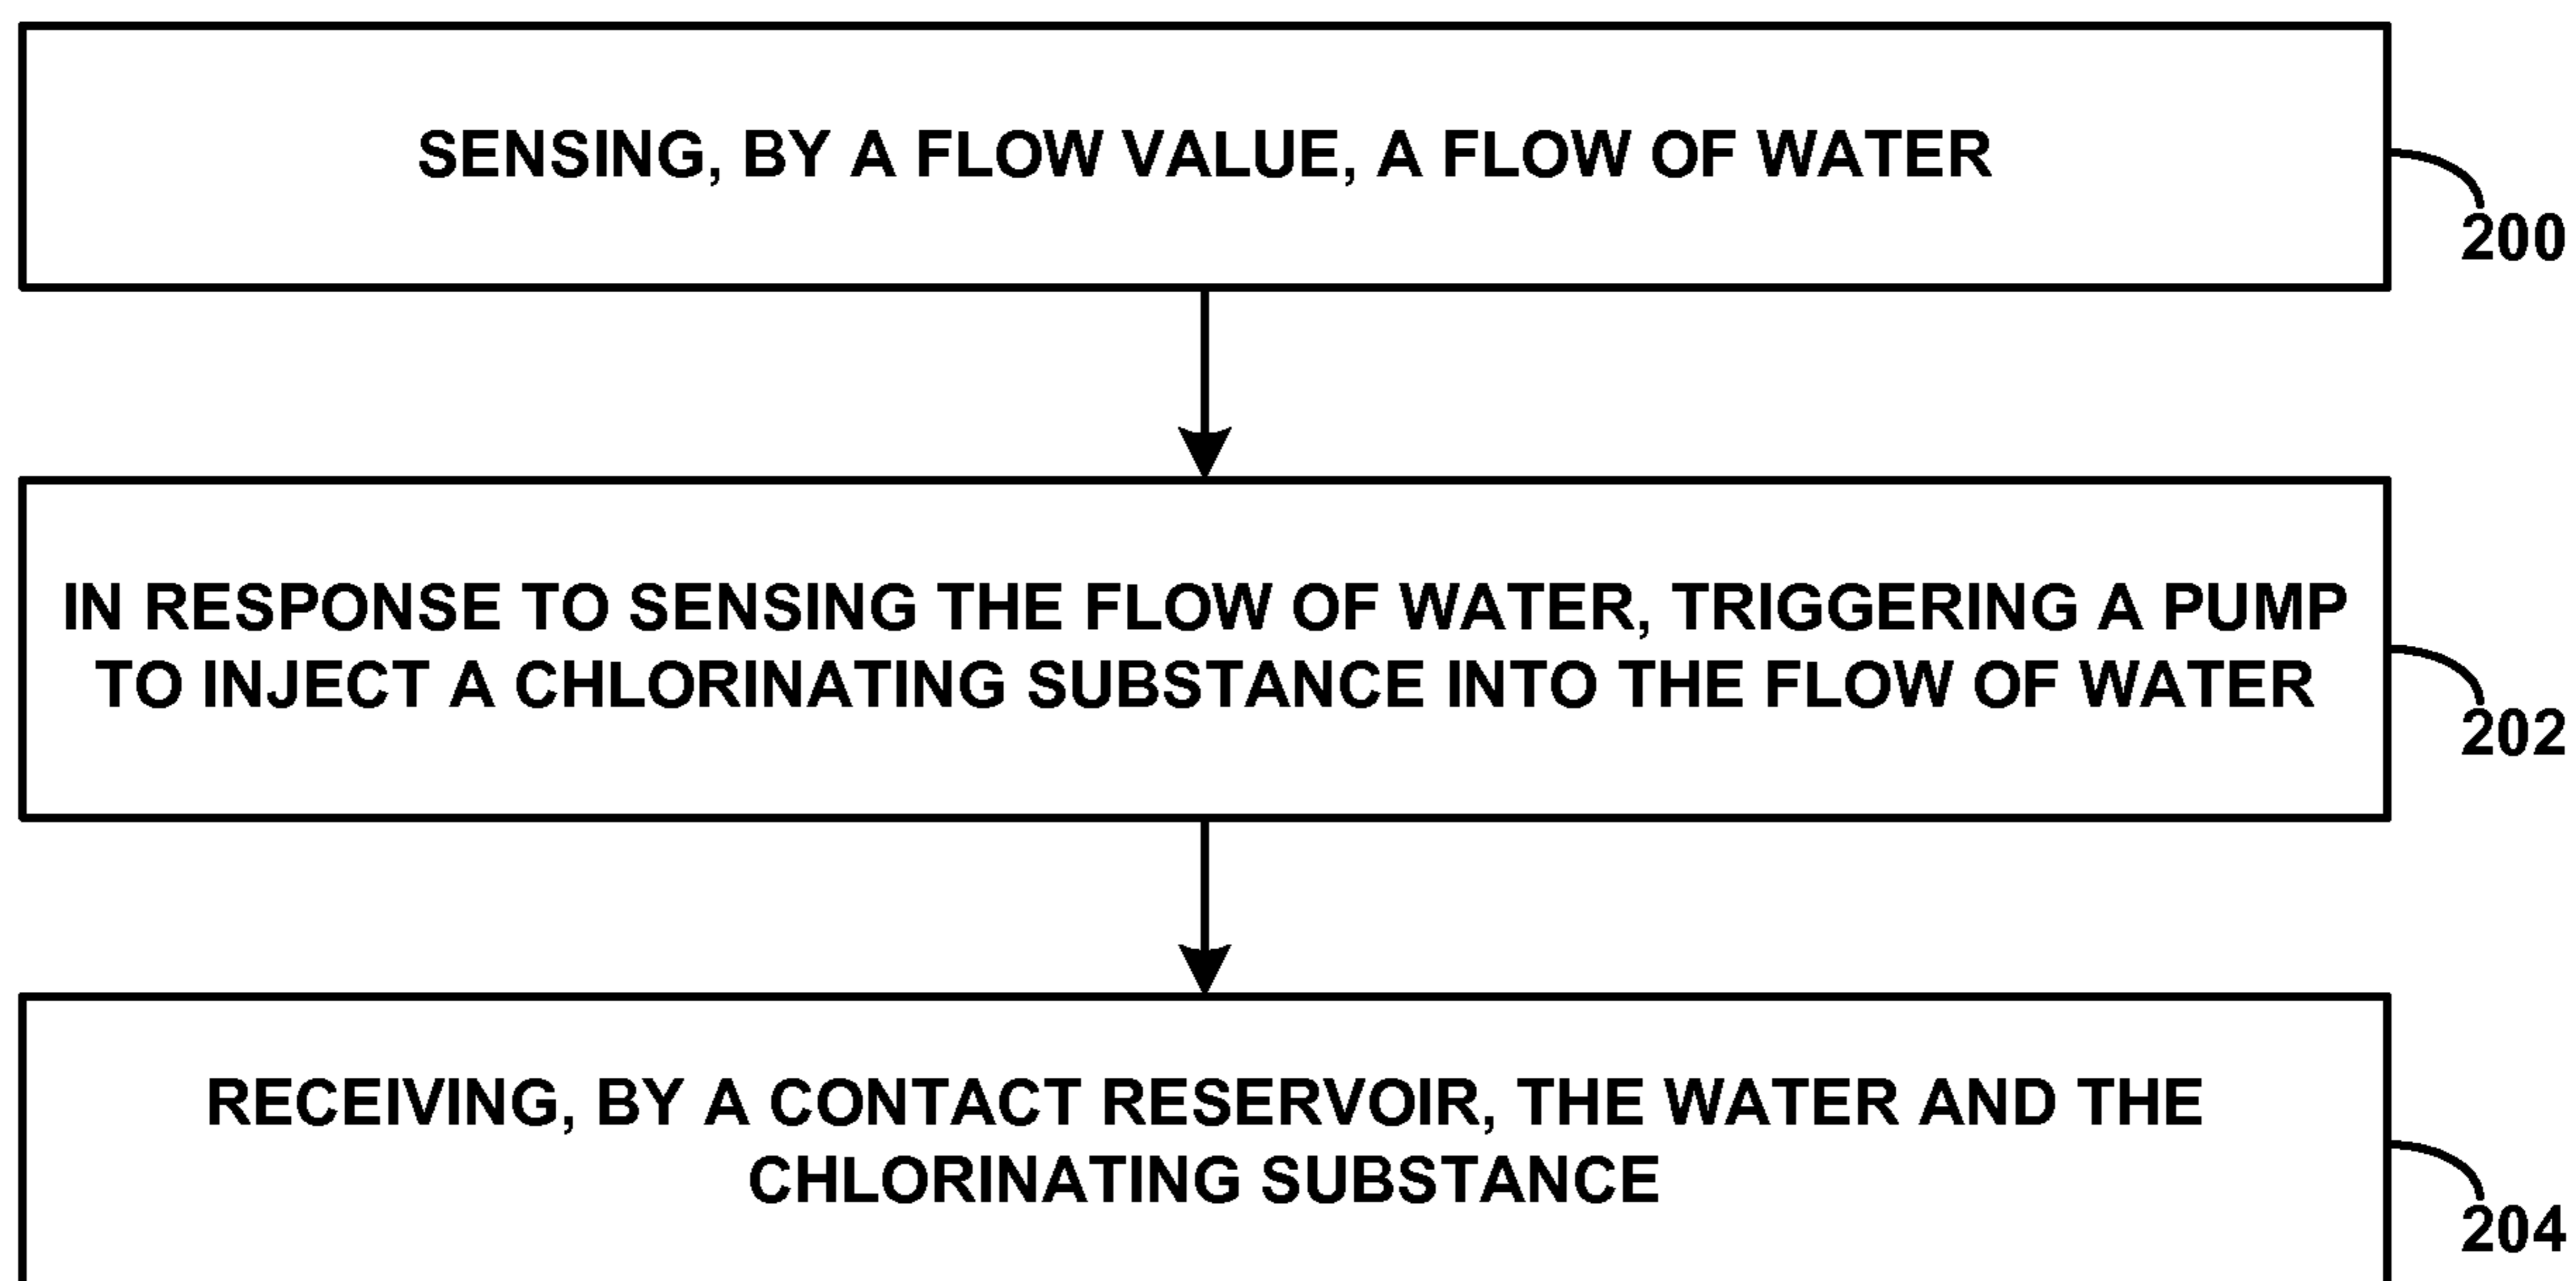 SENSING, BY A FLOW VALUE, A FLOW OF WATER
200
IN RESPONSE TO SENSING THE FLOW OF WATER, TRIGGERING A PUMP
TO INJECT A CHLORINATING SUBSTANCE INTO THE FLOW OF WATER
202
RECEIVING, BY A CONTACT RESERVOIR, THE WATER AND THE
CHLORINATING SUBSTANCE
204